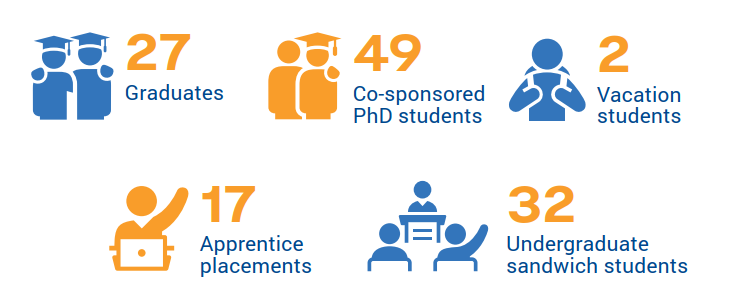 27
Graduates
49
Co-sponsored
PhD students
2
Vacation
students
17
Apprentice
placements
32
Undergraduate
sandwich students